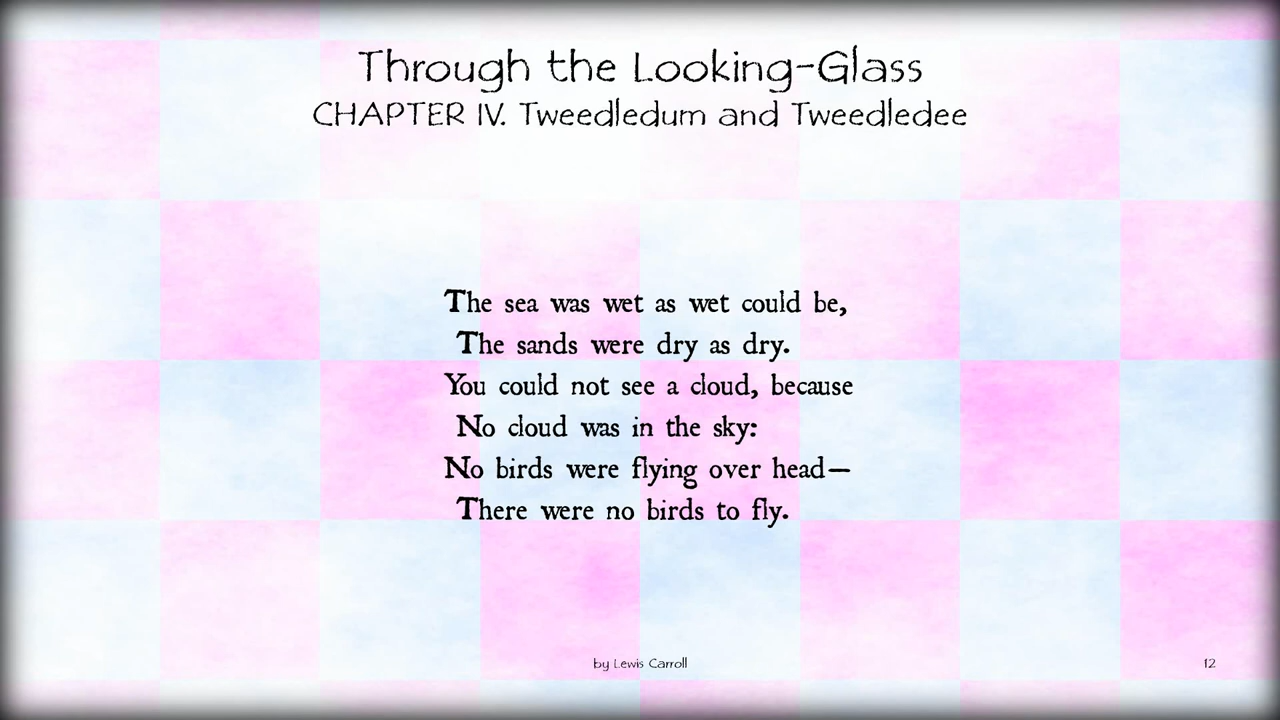 Through the Looking-Glass
CHAPTER IV. Tweedledum and Tweedledee
The sea was wet as wet could be,
The sands were dry as dry.
You could not see a cloud, because
No cloud was in the sky:
No birds were flying over head—
There were no birds to fly.
by Lewis Carroll
12